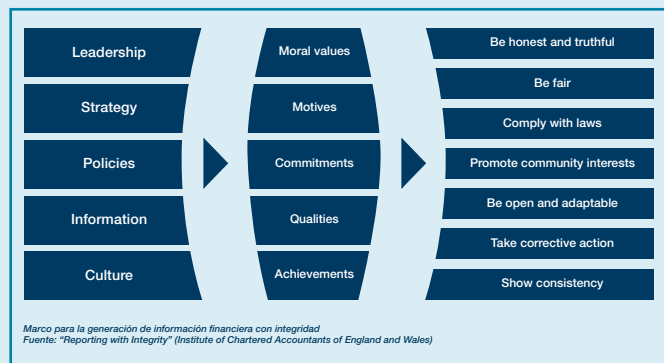 Leadership
Strategy
Policies
Information
Culture
Moral values
Motives
Commitments
Qualities
Achievements
Be honest and truthful
Be fair
Comply with laws
Promote community interests
Be open and adaptable
Take corrective action
Show consistency
Marco para la generación de información financiera con integridad
Fuente: "Reporting with Integrity" (Institute of Chartered Accountants of England and Wales)